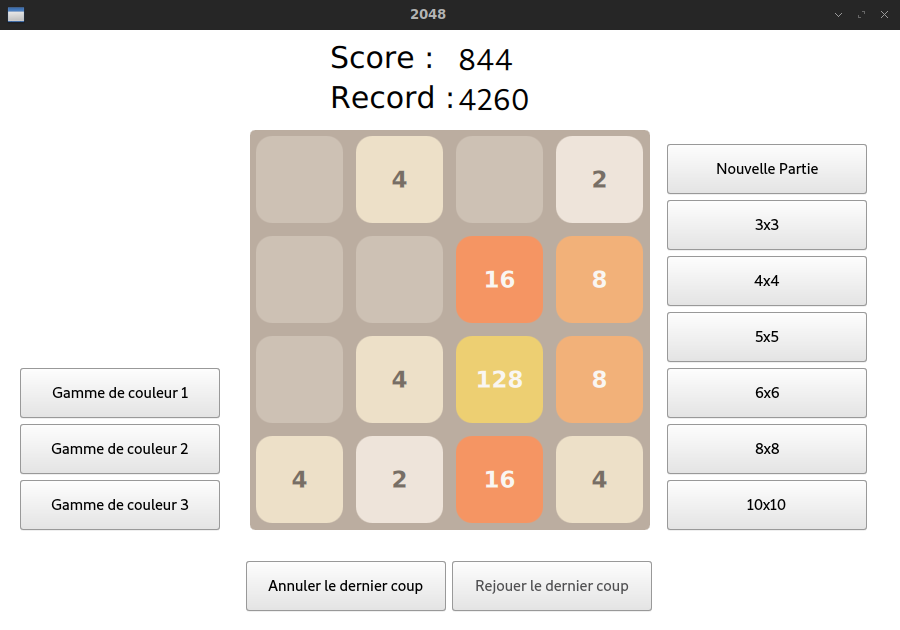 2048
Score : 844
Record : 4260
4 2
16 8
4 128 8
4 2 16 4
Nouvelle Partie
3x3
4x4
5x5
6x6
8x8
10x10
Gamme de couleur 1
Gamme de couleur 2
Gamme de couleur 3
Annuler le dernier coup
Rejouer le dernier coup